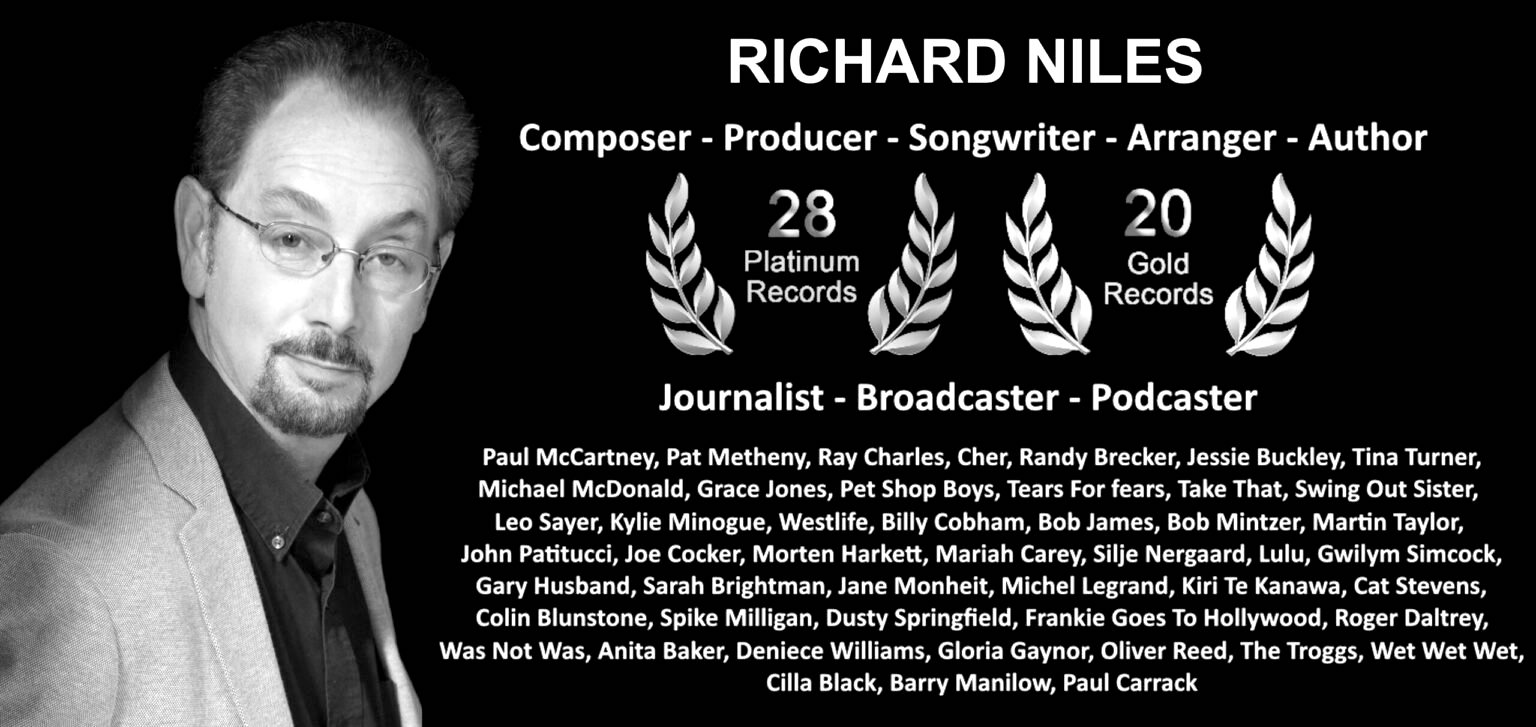 RICHARD NILES
Composer - Producer - Songwriter - Arranger - Author
28
Platinum
Records
20
Gold
Records
Journalist - Broadcaster - Podcaster
Paul McCartney, Pat Metheny, Ray Charles, Cher, Randy Brecker, Jessie Buckley, Tina Turner,
Michael McDonald, Grace Jones, Pet Shop Boys, Tears For fears, Take That, Swing Out Sister,
Leo Sayer, Kylie Minogue, Westlife, Billy Cobham, Bob James, Bob Mintzer, Martin Taylor,
John Patitucci, Joe Cocker, Morten Harkett, Mariah Carey, Silje Nergaard, Lulu, Gwilym Simcock,
Gary Husband, Sarah Brightman, Jane Monheit, Michel Legrand, Kiri Te Kanawa, Cat Stevens,
Colin Blunstone, Spike Milligan, Dusty Springfield, Frankie Goes To Hollywood, Roger Daltrey,
Was Not Was, Anita Baker, Deniece Williams, Gloria Gaynor, Oliver Reed, The Troggs, Wet Wet Wet,
Cilla Black, Barry Manilow, Paul Carrack